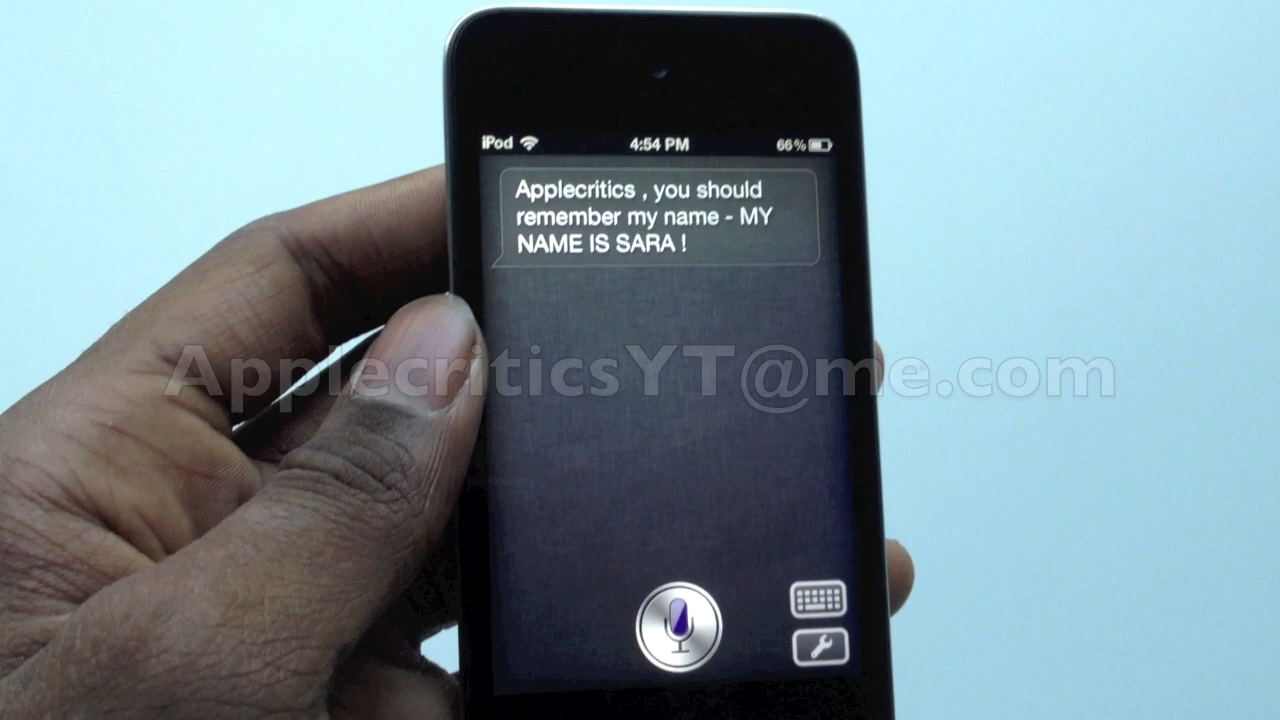 iPod 4:54 PM 66%
Applecritics , you should
remember my name - MY
NAME IS SARA !
ApplecriticsYT@me.com